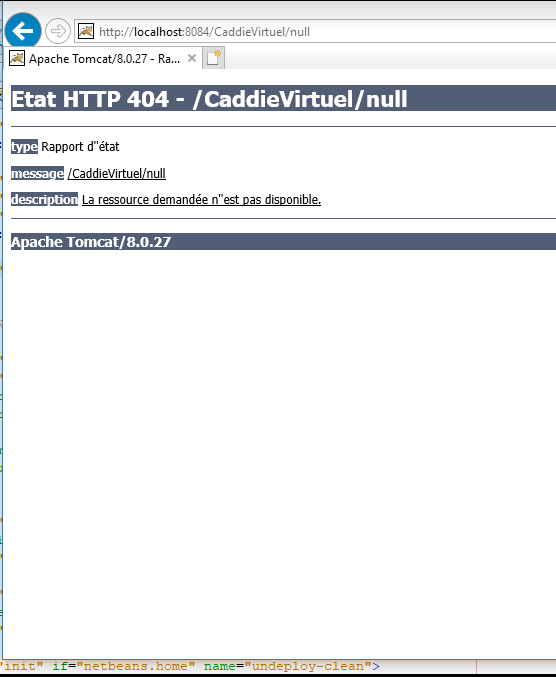 http://localhost:8084/CaddieVirtuel/null
Apache Tomcat/8.0.27 - Ra...
Etat HTTP 404 - /CaddieVirtuel/null
type Rapport d''état
message /CaddieVirtuel/null
description La ressource demandée n''est pas disponible.
Apache Tomcat/8.0.27
"init" if="netbeans.home" name="undeploy-clean">